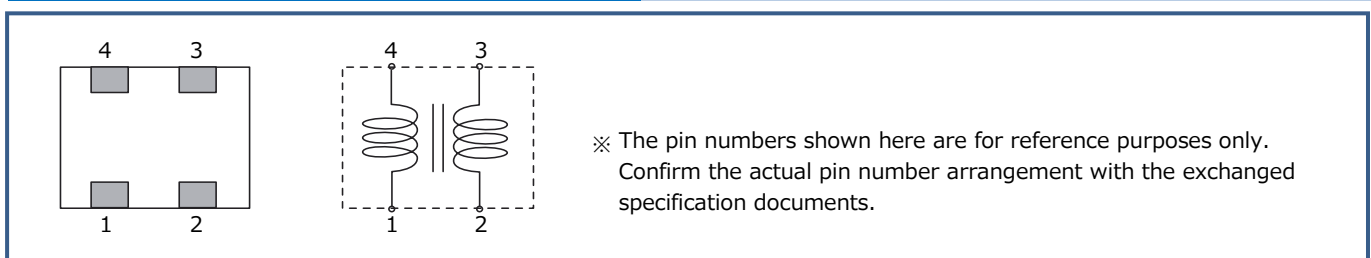 4 3
1 2
4 3
1 2
※ The pin numbers shown here are for reference purposes only.
Confirm the actual pin number arrangement with the exchanged
specification documents.